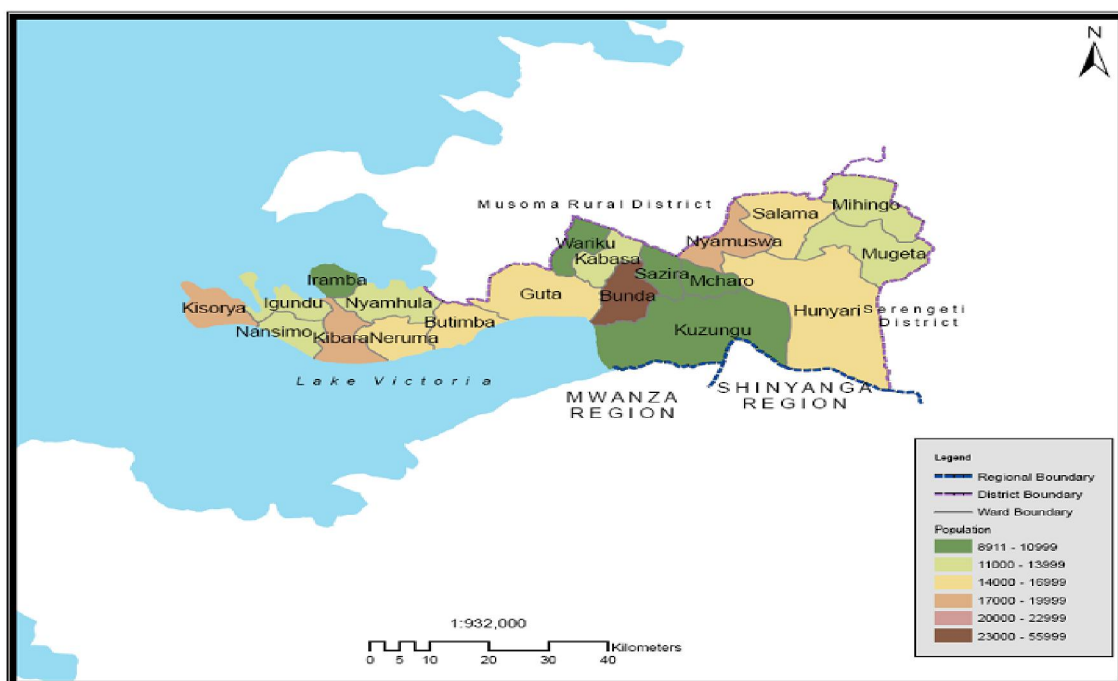 N
Musoma Rural District
Mihingo
Salama
Wariku
Nyamuswa
Kabasa
Mugeta
Iramba
Sazira
Mcharo
Kisorya
Igundu
Nyamhula
Guta
Bunda
Hunyari
Serengeti
District
Nansimo
Kibara
Neruma
Butimba
Kuzungu
Lake Victoria
MWANZA
REGION
SHINYANGA
REGION
Legend
Regional Boundary
District Boundary
Ward Boundary
Population
8911 - 10999
11000 - 13999
14000 - 16999
17000 - 19999
20000 - 22999
23000 - 55999
1:932,000
0 5 10 20 30 40 Kilometers